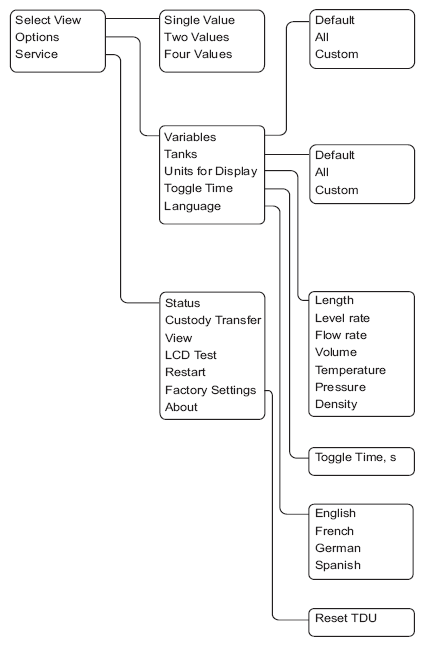 Select View
Options
Service
Single Value
Two Values
Four Values
Default
All
Custom
Variables
Tanks
Units for Display
Toggle Time
Language
Default
All
Custom
Status
Custody Transfer
View
LCD Test
Restart
Factory Settings
About
Length
Level rate
Flow rate
Volume
Temperature
Pressure
Density
Toggle Time, s
English
French
German
Spanish
Reset TDU